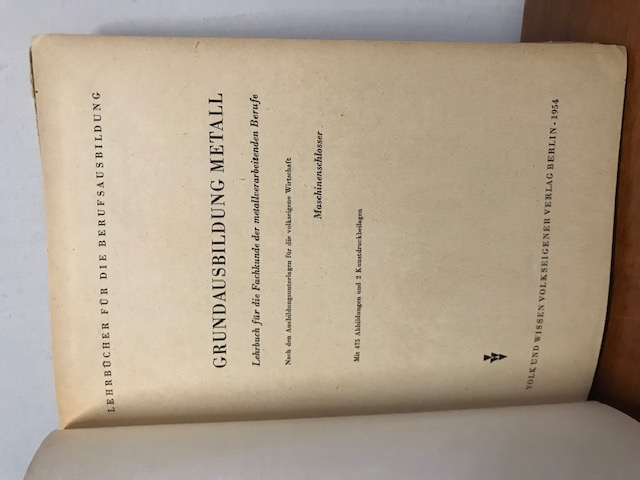 LEHRBÜCHER FÜR DIE BERUFSAUSBILDUNG
GRUNDAUSBILDUNG METALL
Lehrbuch für die Fachkunde der metallverarbeitenden Berufe
Nach den Ausbildungsunterlagen für die volkseigene Wirtschaft
Maschinenschlosser
Mit 475 Abbildungen und 2 Kunstdruckbeilagen
VOLK UND WISSEN VOLKSEIGENER VERLAG BERLIN · 1954